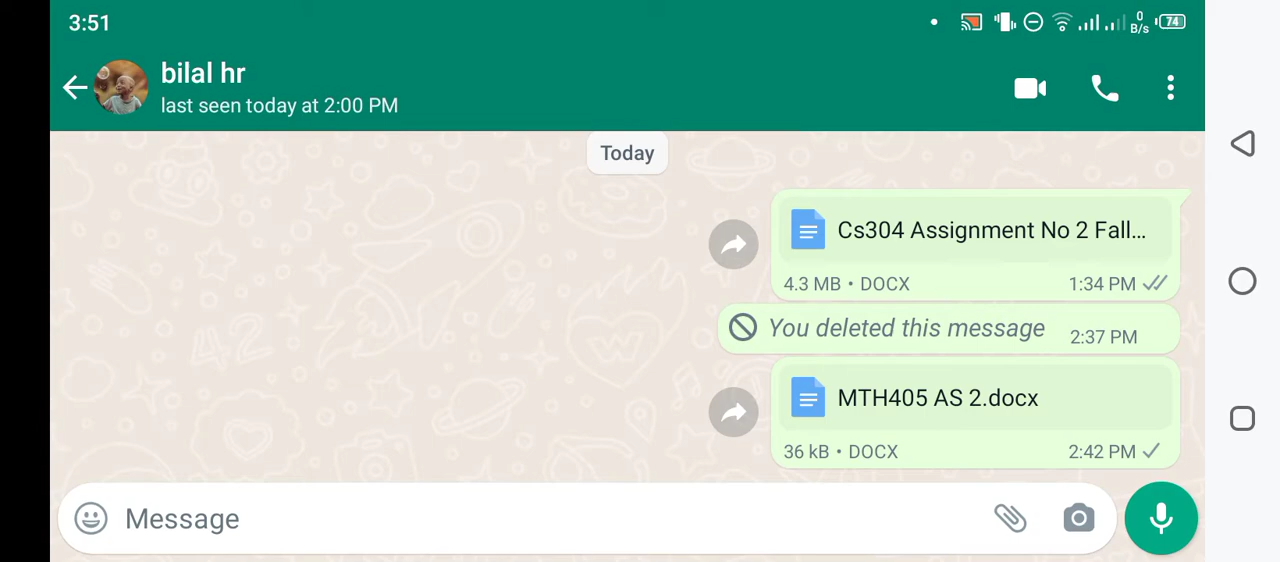 3:51
0
B/s
74
bilal hr
last seen today at 2:00 PM
Today
Cs304 Assignment No 2 Fall...
4.3 MB • DOCX 1:34 PM
You deleted this message 2:37 PM
MTH405 AS 2.docx
36 kB • DOCX 2:42 PM
Message